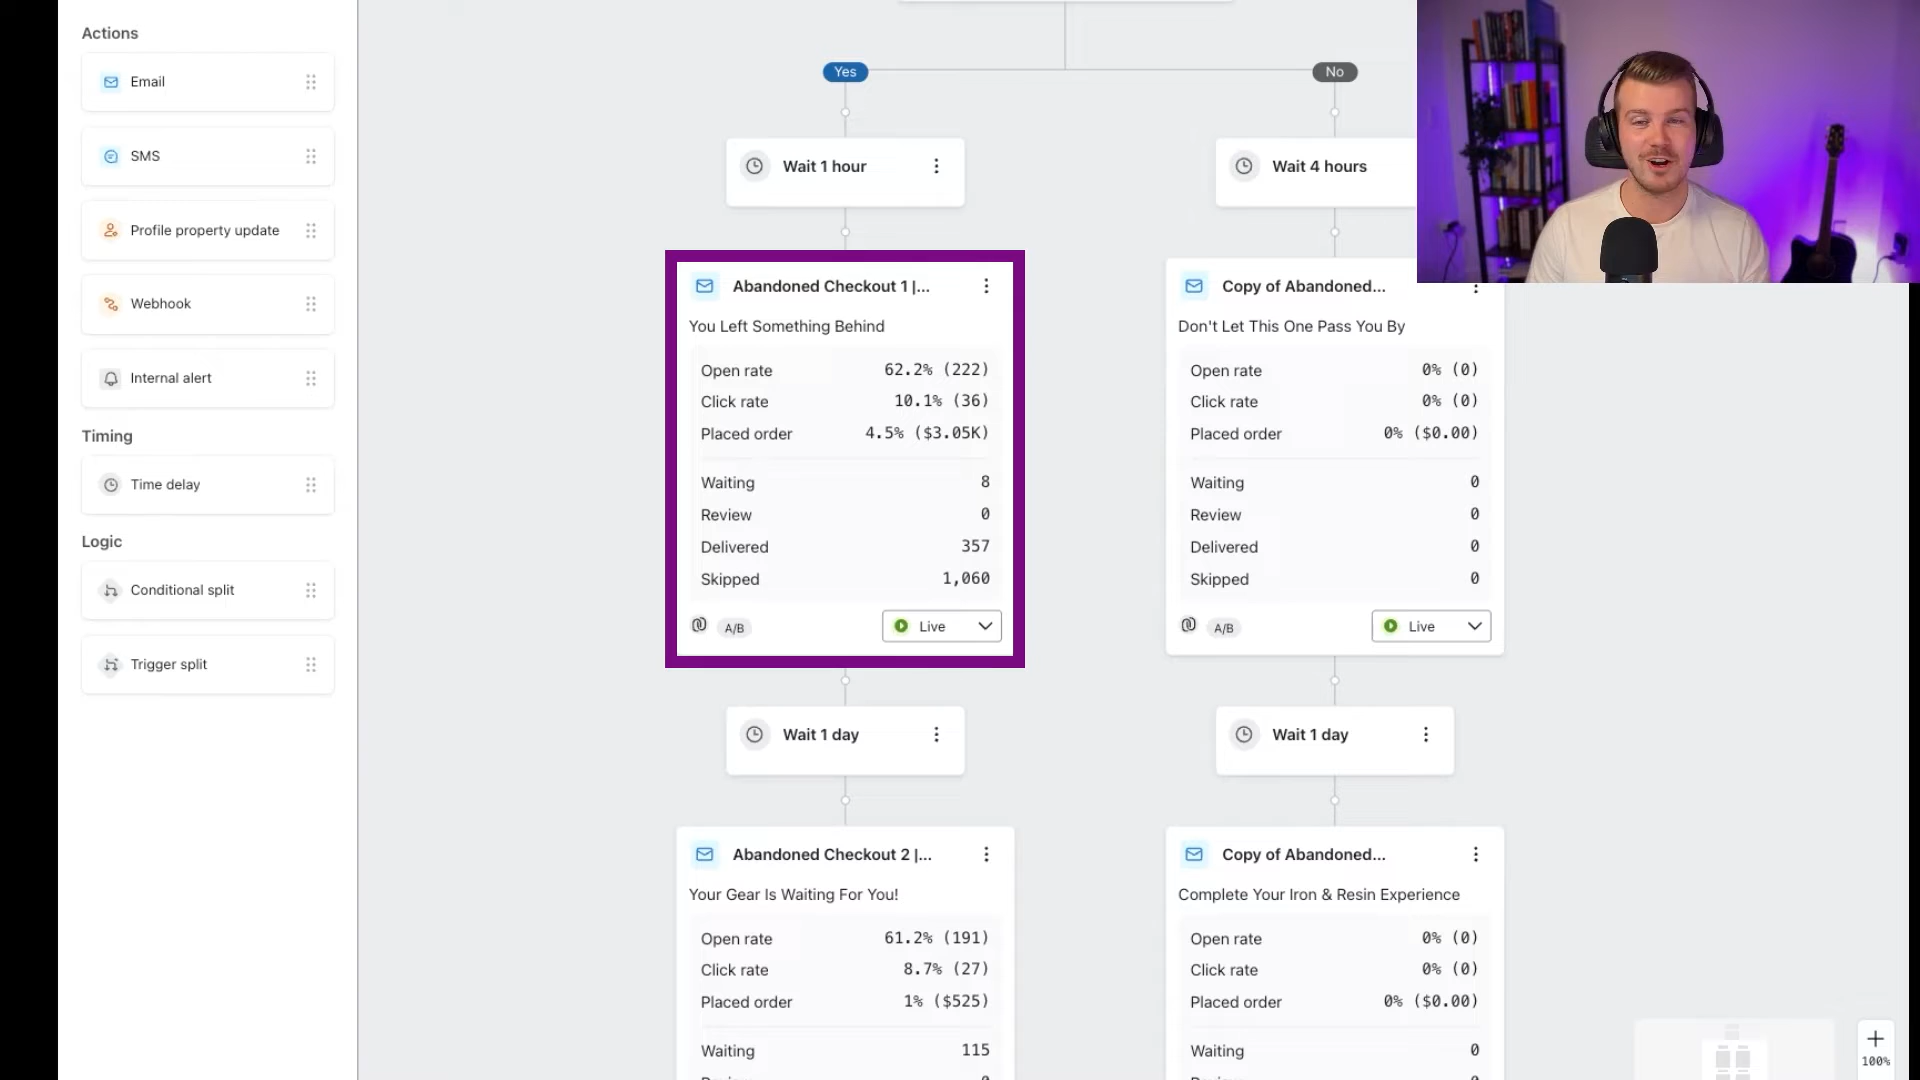 Actions
Email
SMS
Profile property update
Webhook
Internal alert
Timing
Time delay
Logic
Conditional split
Trigger split
Yes
No
Wait 1 hour
Wait 4 hours
Abandoned Checkout 1 |...
You Left Something Behind
Open rate 62.2% (222)
Click rate 10.1% (36)
Placed order 4.5% ($3.05K)
Waiting 8
Review 0
Delivered 357
Skipped 1,060
A/B Live
Copy of Abandoned...
Don't Let This One Pass You By
Open rate 0% (0)
Click rate 0% (0)
Placed order 0% ($0.00)
Waiting 0
Review 0
Delivered 0
Skipped 0
A/B Live
Wait 1 day
Wait 1 day
Abandoned Checkout 2 |...
Your Gear Is Waiting For You!
Open rate 61.2% (191)
Click rate 8.7% (27)
Placed order 1% ($525)
Waiting 115
Copy of Abandoned...
Complete Your Iron & Resin Experience
Open rate 0% (0)
Click rate 0% (0)
Placed order 0% ($0.00)
Waiting 0
100%